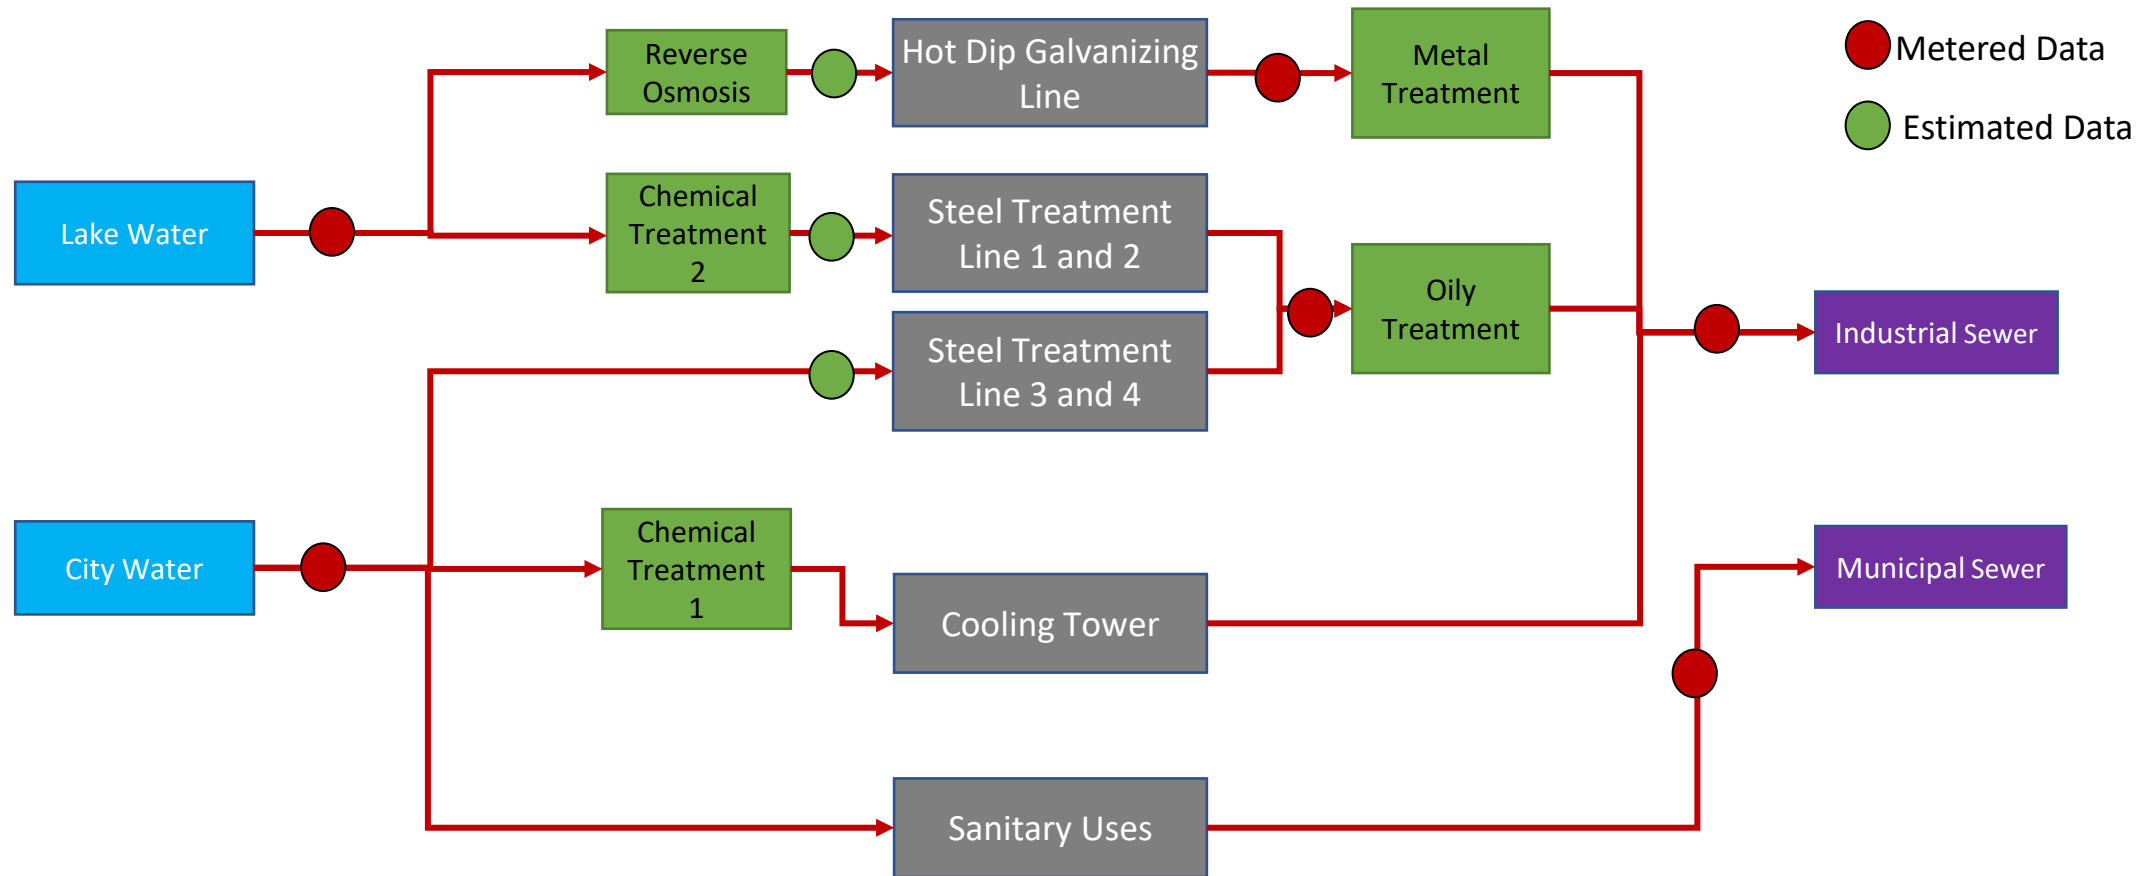 Reverse
Osmosis
Hot Dip Galvanizing
Line
Metal
Treatment
Metered Data
Estimated Data
Lake Water
Chemical
Treatment
2
Steel Treatment
Line 1 and 2
Oily
Treatment
Industrial Sewer
Steel Treatment
Line 3 and 4
City Water
Chemical
Treatment
1
Cooling Tower
Municipal Sewer
Sanitary Uses